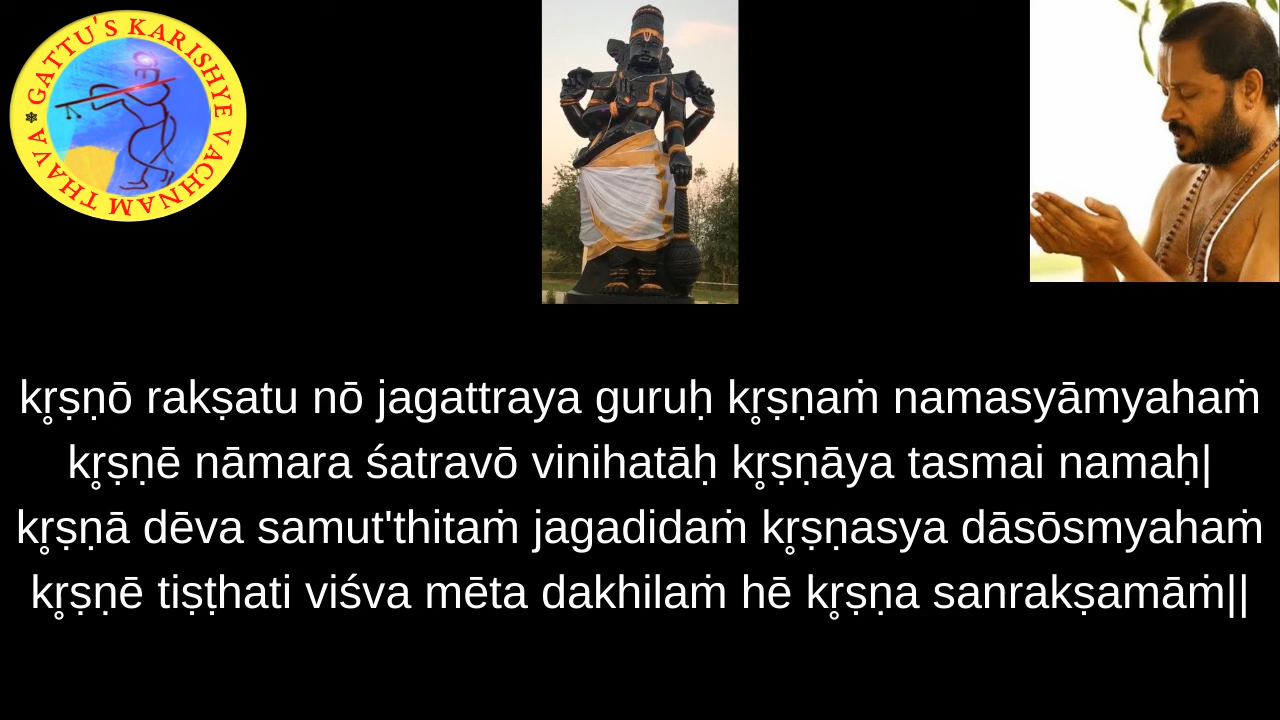 GATTU'S KARISHYE VACHNAM THAVA
kr̥ṣṇō rakṣatu nō jagattraya guruḥ kr̥ṣṇaṁ namasyāmyahaṁ
kr̥ṣṇē nāmara śatravō vinihatāḥ kr̥ṣṇāya tasmai namaḥ|
kr̥ṣṇā dēva samut'thitaṁ jagadidaṁ kr̥ṣṇasya dāsōsmyahaṁ
kr̥ṣṇē tiṣṭhati viśva mēta dakhilaṁ hē kr̥ṣṇa sanrakṣamāṁ||